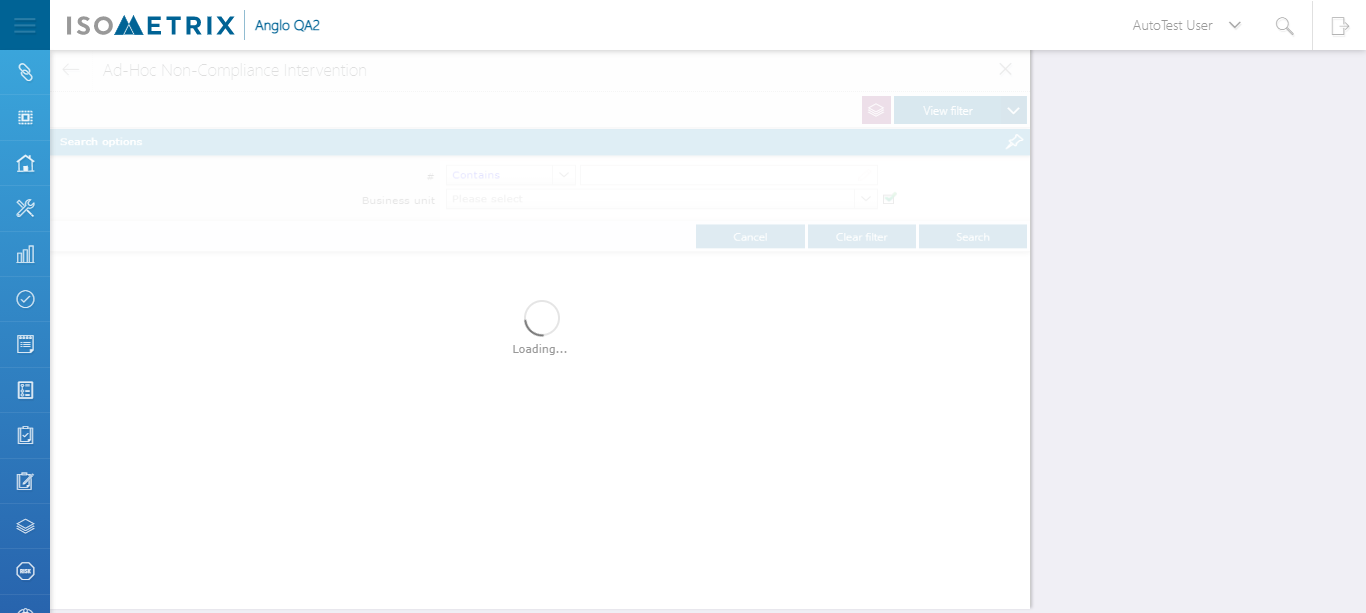 ISOMETRIX Anglo QA2 AutoTest User
Ad-Hoc Non-Compliance Intervention
View filter
Search options
# Contains
Business unit Please select
Cancel Clear filter Search
Loading...
RISK